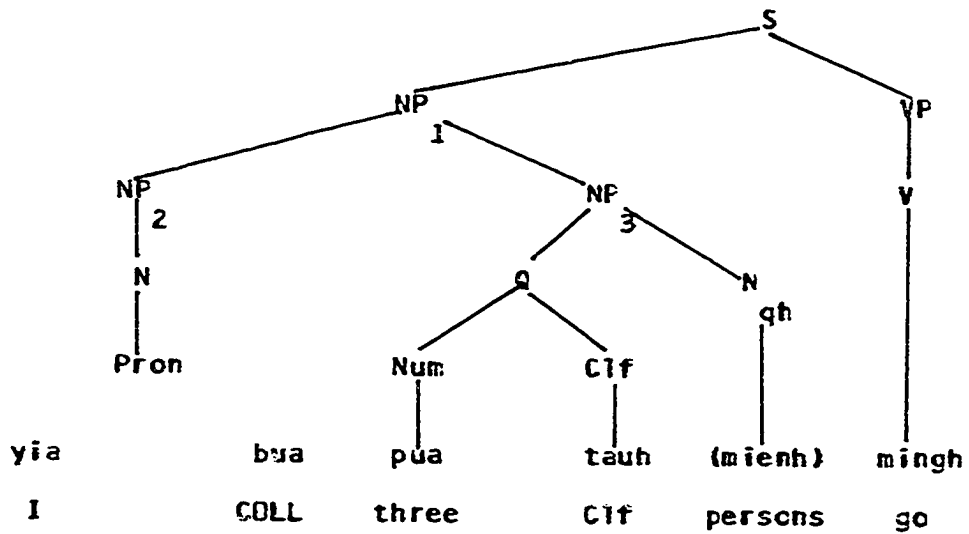 S
NP VP
1
NP NP V
2 3
N Q N
qh
Pron Num Clf
yia bua pua tauh (mienh) mingh
I COLL three Clf persons go